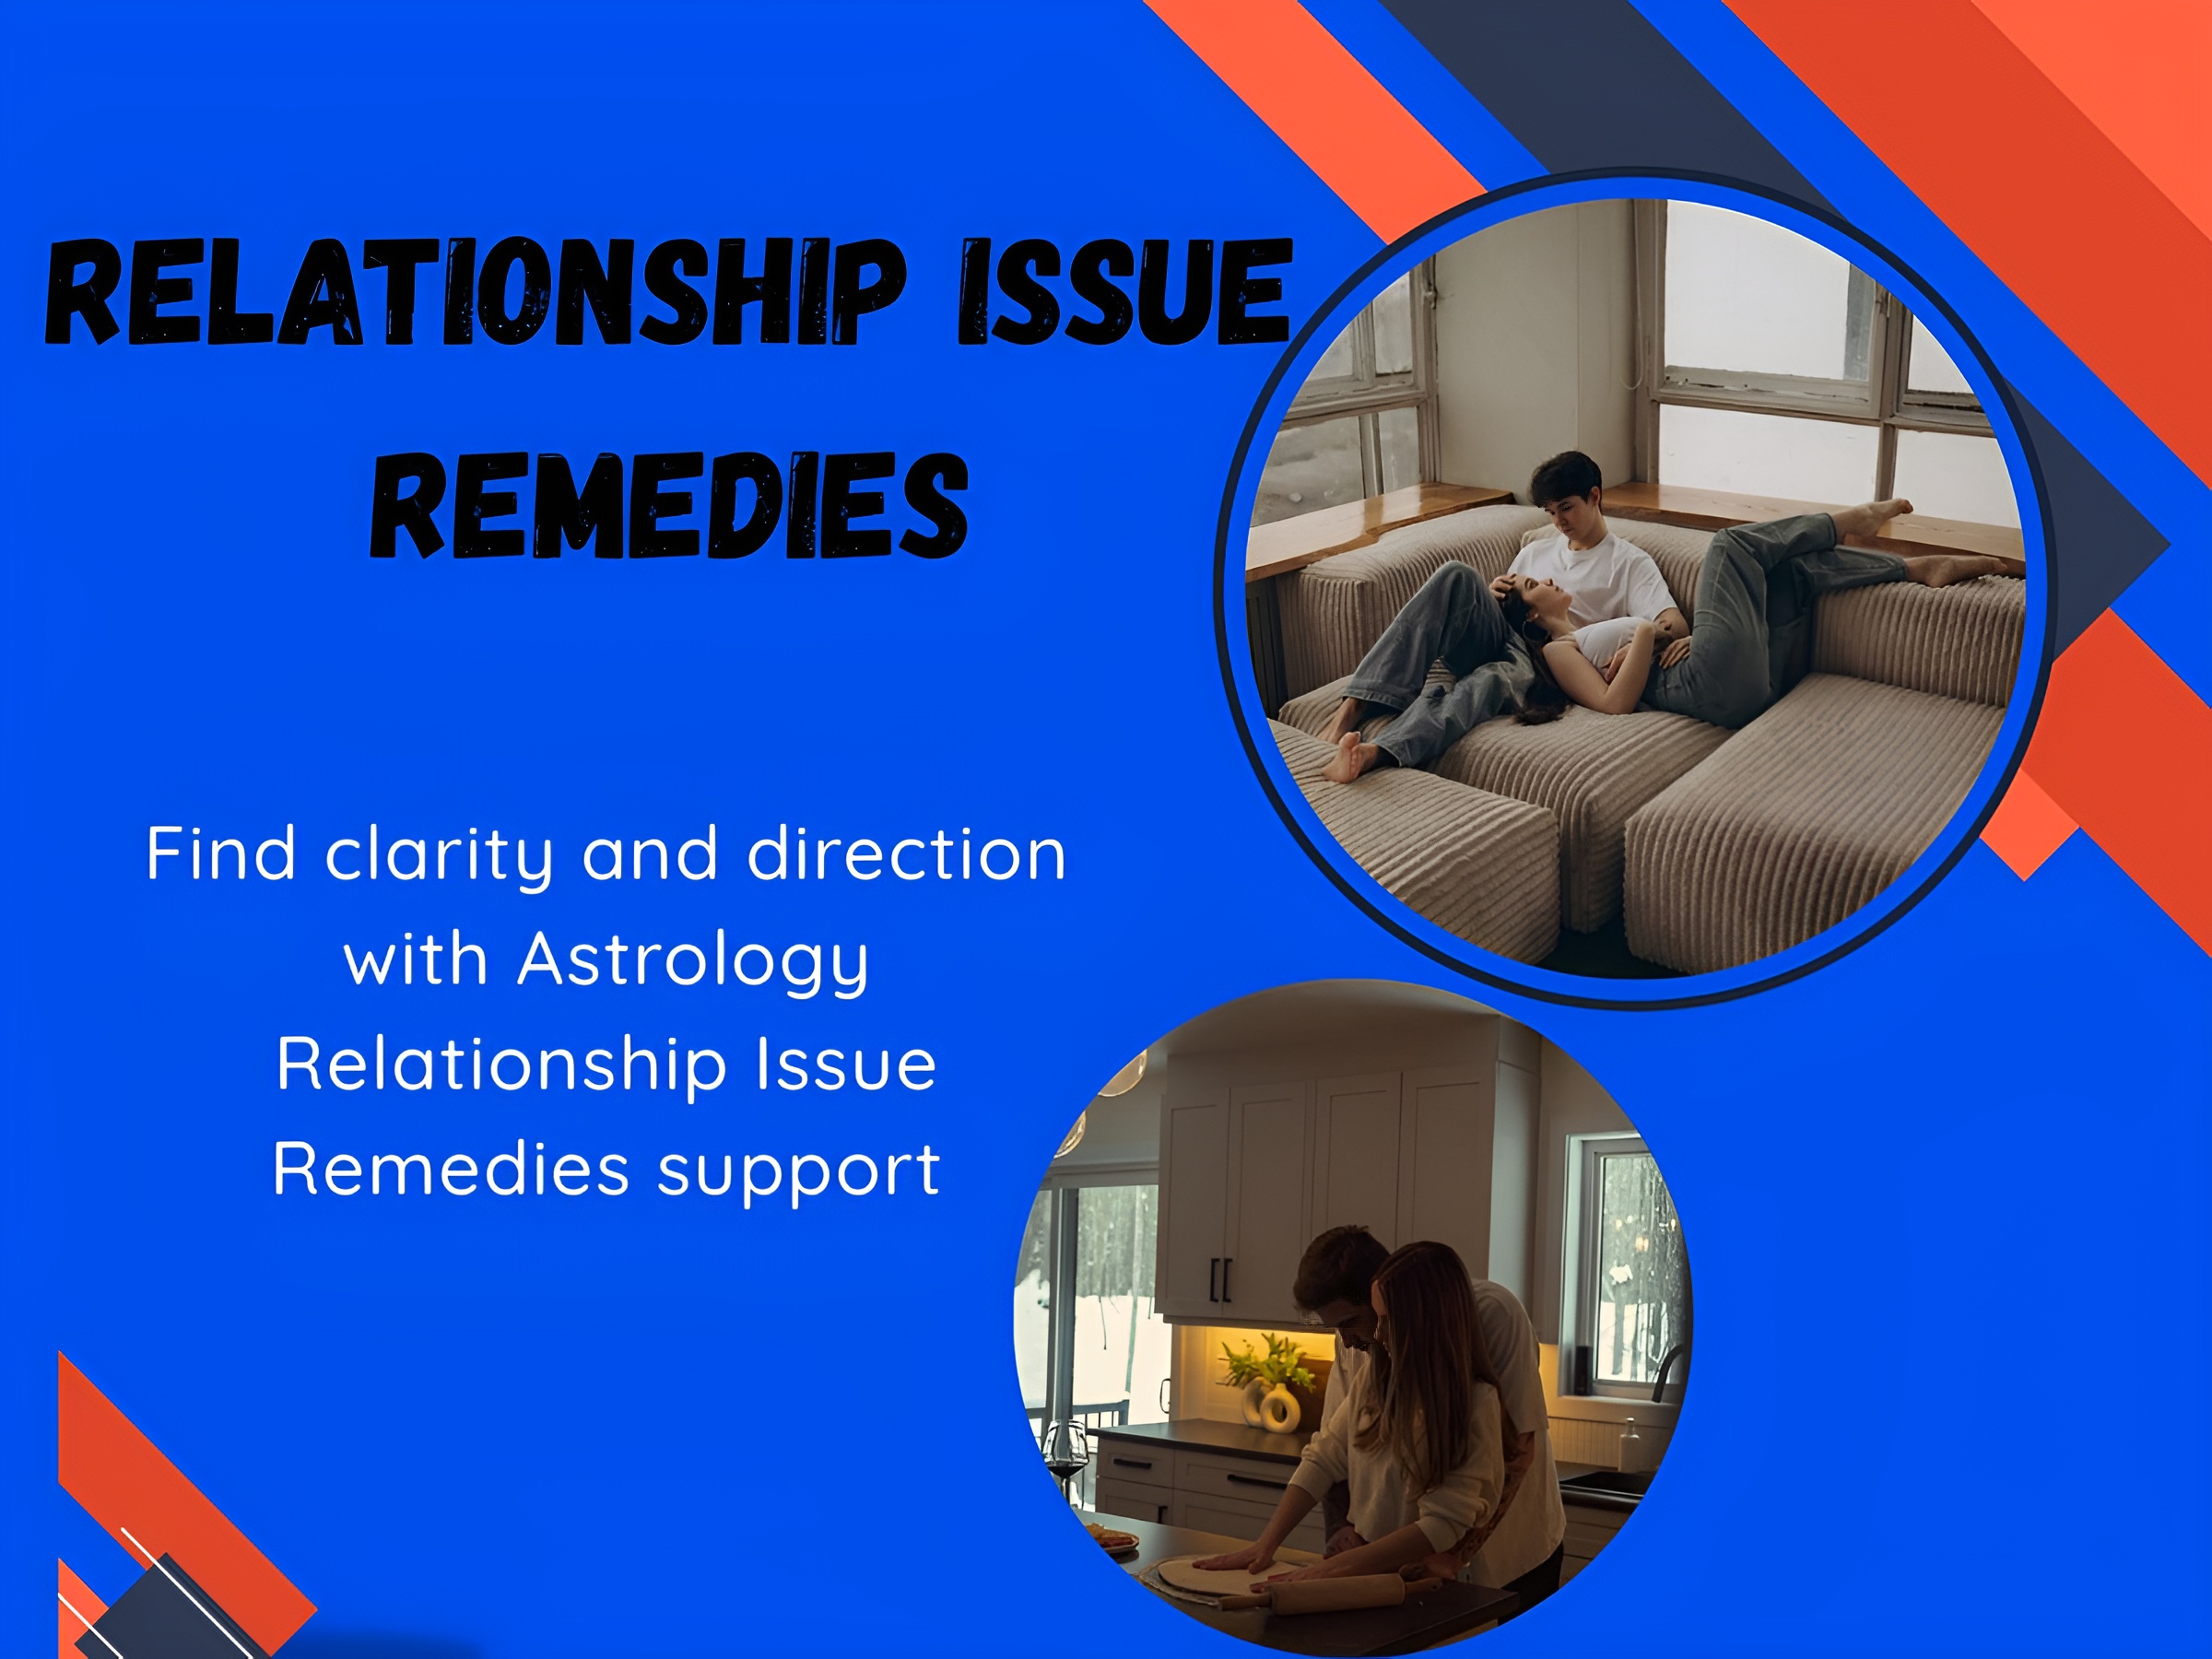 RELATIONSHIP ISSUE
REMEDIES
Find clarity and direction
with Astrology
Relationship Issue
Remedies support